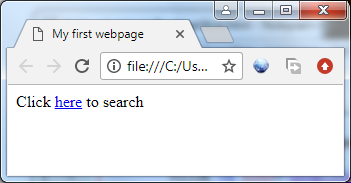 My first webpage
file:///C:/Us...
Click here to search